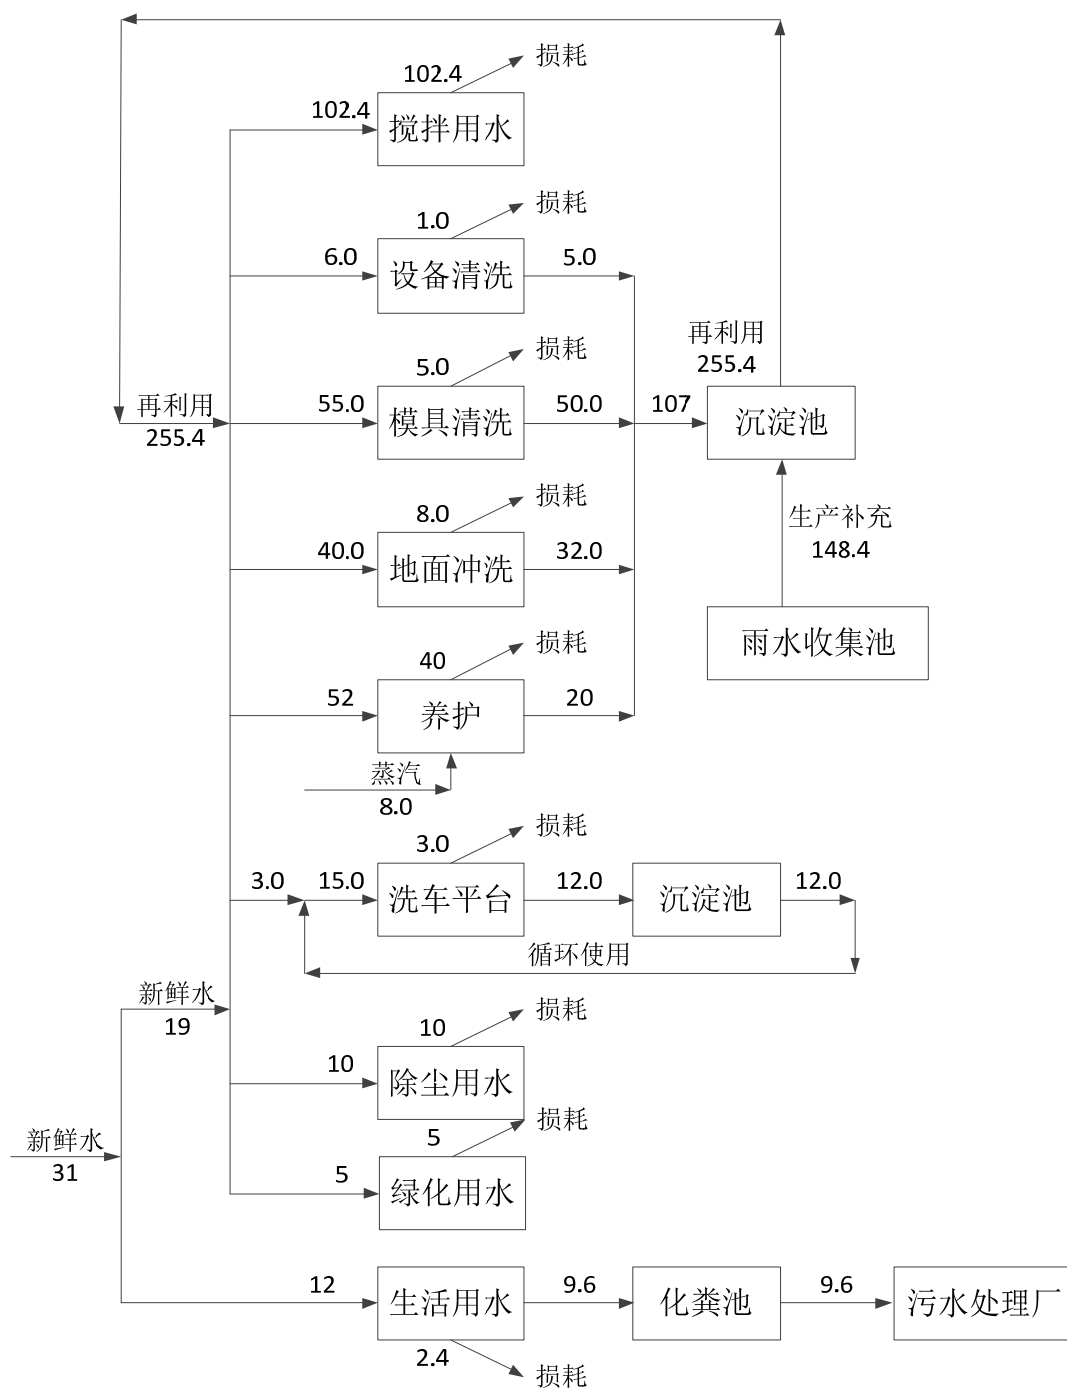 损耗
102.4
102.4
搅拌用水
损耗
1.0
6.0
设备清洗
5.0
损耗
5.0
再利用
255.4
再利用
255.4
55.0
模具清洗
50.0
107
沉淀池
损耗
8.0
40.0
地面冲洗
32.0
生产补充
148.4
雨水收集池
损耗
40
52
养护
20
蒸汽
8.0
损耗
3.0
3.0
15.0
洗车平台
12.0
沉淀池
12.0
循环使用
新鲜水
19
损耗
10
10
除尘用水
损耗
5
5
绿化用水
新鲜水
31
12
生活用水
9.6
化粪池
9.6
污水处理厂
2.4
损耗